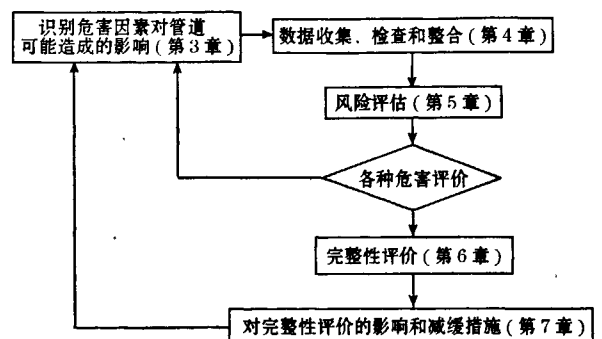 识别危害因素对管道
可能造成的影响(第3章)
数据收集、检查和整合(第4章)
风险评估(第5章)
各种危害评价
完整性评价(第6章)
对完整性评价的影响和减缓措施(第7章)